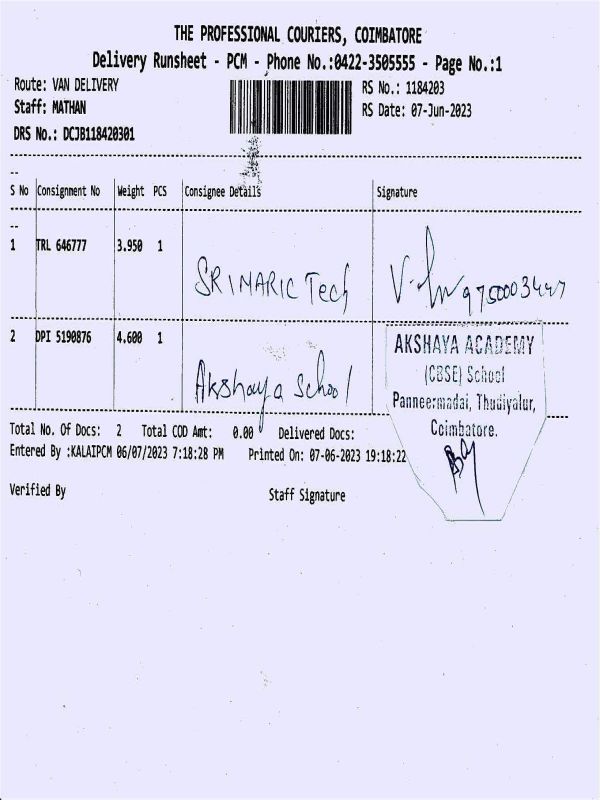 THE PROFESSIONAL COURIERS, COIMBATORE
Delivery Runsheet - PCM - Phone No.:0422-3505555 - Page No.:1
Route: VAN DELIVERY
RS No.: 1184203
Staff: MATHAN
RS Date: 07-Jun-2023
DRS No.: DCJB118420301
S No Consignment No Weight PCS Consignee Details Signature
1 TRL 646777 3.950 1
SRINARIC Tech
2 DPI 5190876 4.600 1
Akshaya School
AKSHAYA ACADEMY
(CBSE) School
Panneermadai, Thudiyalur,
Coimbatore.
Total No. Of Docs: 2 Total COD Amt: 0.00 Delivered Docs:
Entered By :KALAIPCM 06/07/2023 7:18:28 PM Printed On: 07-06-2023 19:18:22
Verified By Staff Signature